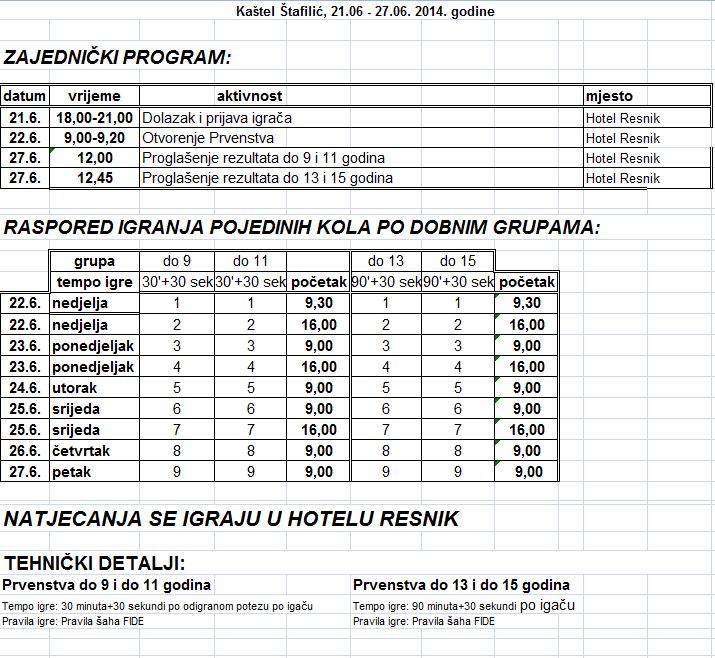 Kaštel Štafilić, 21.06 - 27.06. 2014. godine
ZAJEDNIČKI PROGRAM:
datum vrijeme aktivnost mjesto
21.6. 18,00-21,00 Dolazak i prijava igrača Hotel Resnik
22.6. 9,00-9,20 Otvorenje Prvenstva Hotel Resnik
27.6. 12,00 Proglašenje rezultata do 9 i 11 godina Hotel Resnik
27.6. 12,45 Proglašenje rezultata do 13 i 15 godina Hotel Resnik
RASPORED IGRANJA POJEDINIH KOLA PO DOBNIM GRUPAMA:
grupa do 9 do 11 do 13 do 15
tempo igre 30'+30 sek 30'+30 sek početak 90'+30 sek 90'+30 sek početak
22.6. nedjelja 1 1 9,30 1 1 9,30
22.6. nedjelja 2 2 16,00 2 2 16,00
23.6. ponedjeljak 3 3 9,00 3 3 9,00
23.6. ponedjeljak 4 4 16,00 4 4 16,00
24.6. utorak 5 5 9,00 5 5 9,00
25.6. srijeda 6 6 9,00 6 6 9,00
25.6. srijeda 7 7 16,00 7 7 16,00
26.6. četvrtak 8 8 9,00 8 8 9,00
27.6. petak 9 9 9,00 9 9 9,00
NATJECANJA SE IGRAJU U HOTELU RESNIK
TEHNIČKI DETALJI:
Prvenstva do 9 i do 11 godina Prvenstva do 13 i do 15 godina
Tempo igre: 30 minuta+30 sekundi po odigranom potezu po igaču Tempo igre: 90 minuta+30 sekundi po igaču
Pravila igre: Pravila šaha FIDE Pravila igre: Pravila šaha FIDE